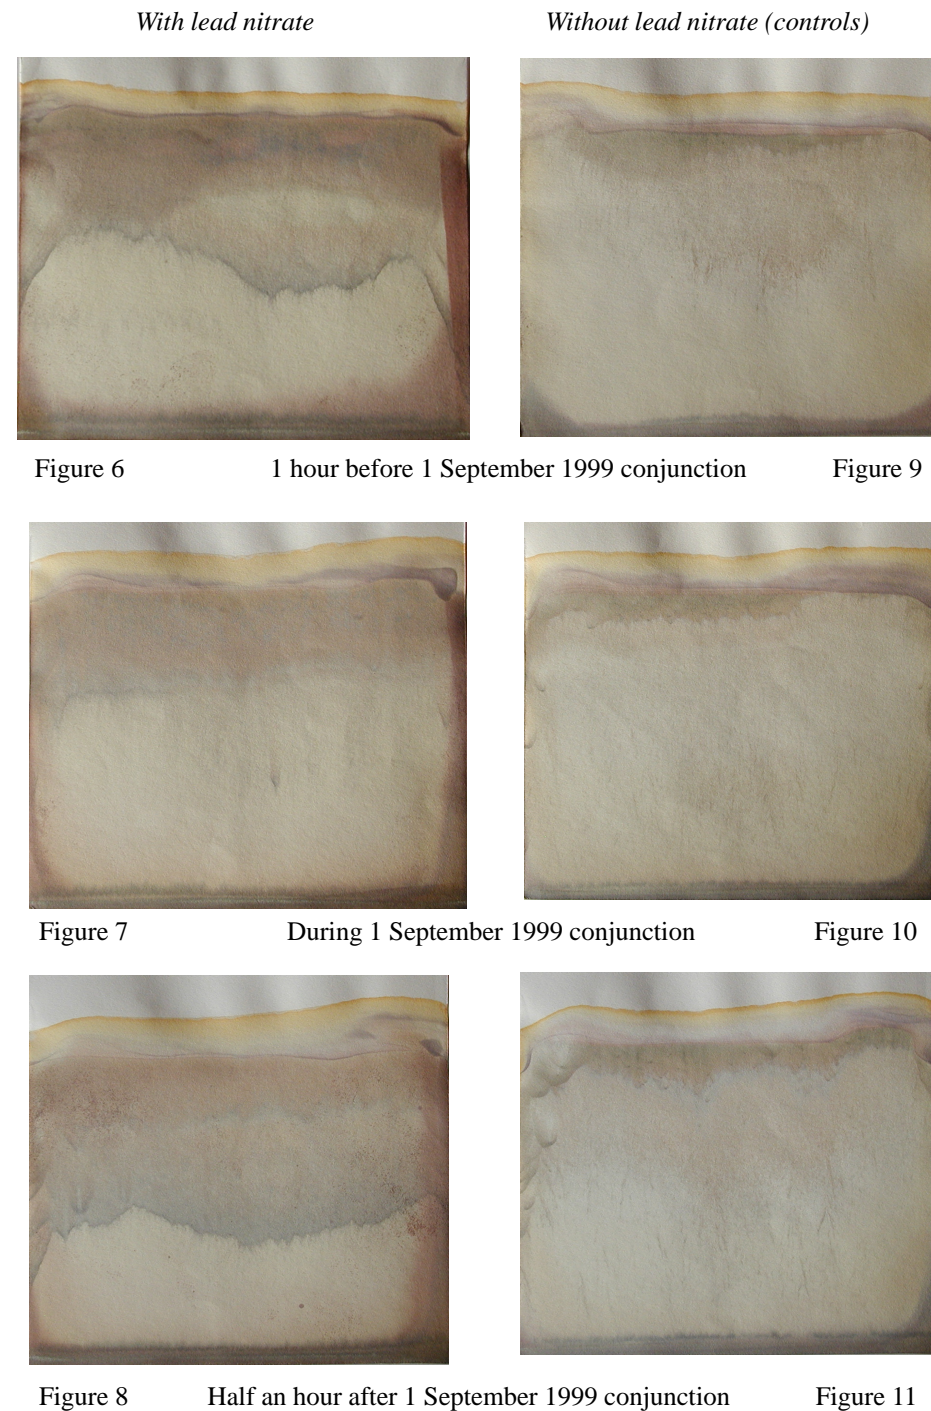 With lead nitrate Without lead nitrate (controls)
Figure 6 1 hour before 1 September 1999 conjunction Figure 9
Figure 7 During 1 September 1999 conjunction Figure 10
Figure 8 Half an hour after 1 September 1999 conjunction Figure 11